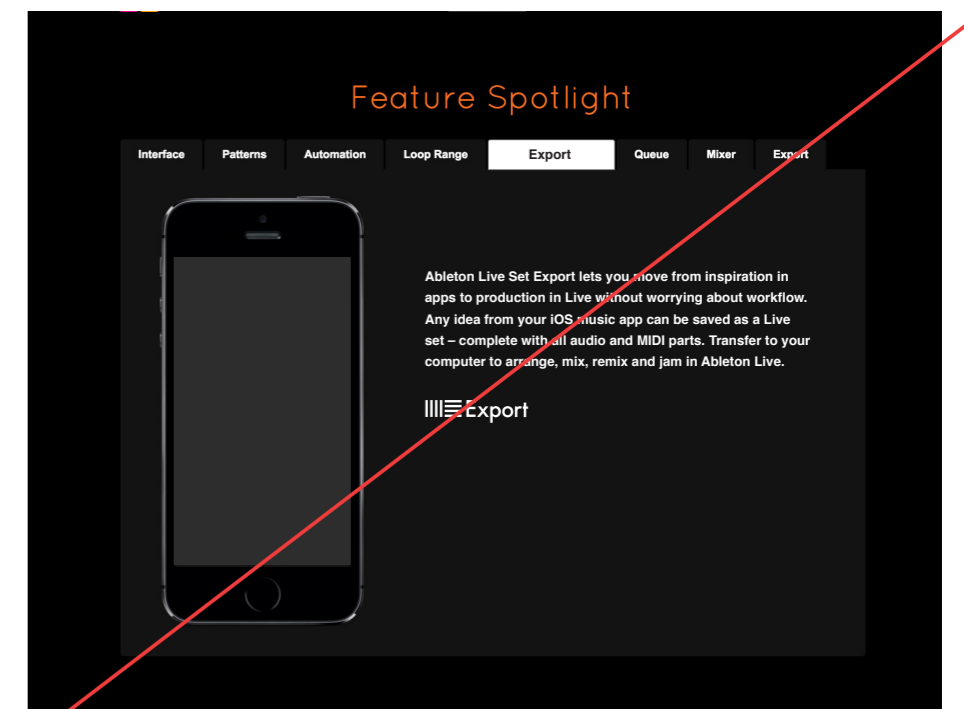 Feature Spotlight
Interface Patterns Automation Loop Range Export Queue Mixer Export
Ableton Live Set Export lets you move from inspiration in
apps to production in Live without worrying about workflow.
Any idea from your iOS music app can be saved as a Live
set – complete with all audio and MIDI parts. Transfer to your
computer to arrange, mix, remix and jam in Ableton Live.
Export